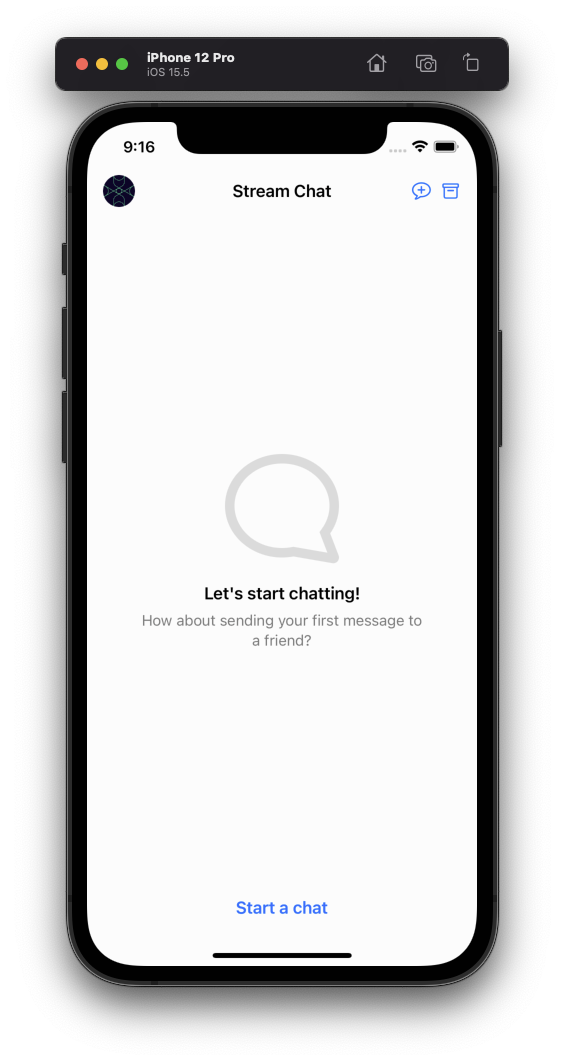 iPhone 12 Pro
iOS 15.5
9:16
Stream Chat
Let's start chatting!
How about sending your first message to
a friend?
Start a chat